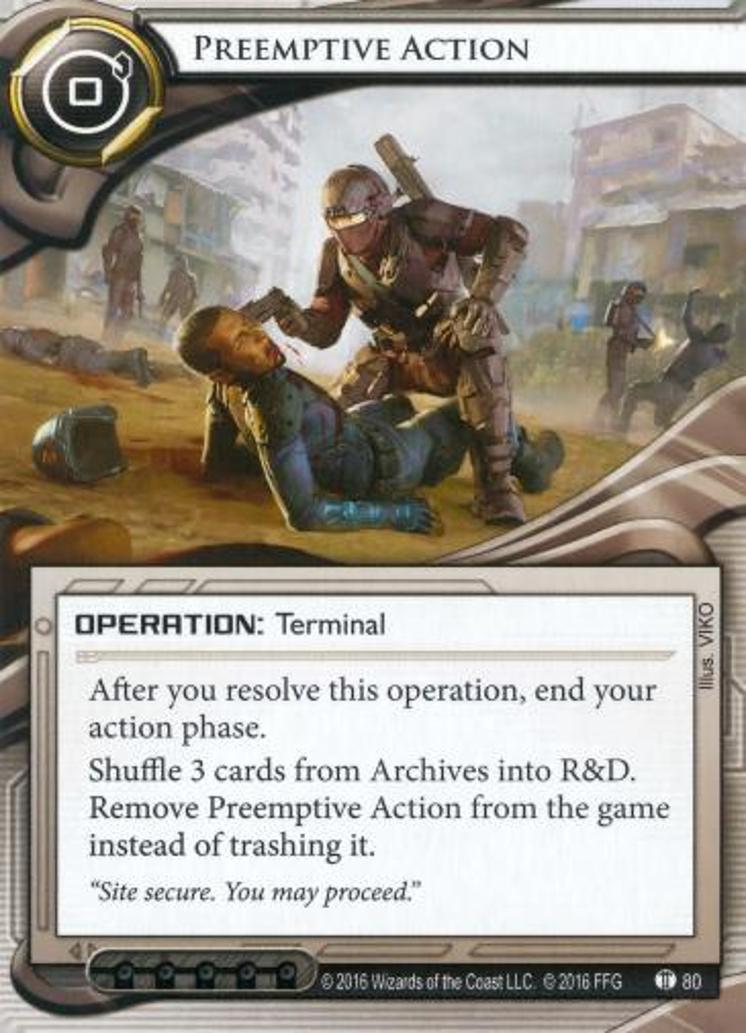 PREEMPTIVE ACTION
0
OPERATION: Terminal
After you resolve this operation, end your
action phase.
Shuffle 3 cards from Archives into R&D.
Remove Preemptive Action from the game
instead of trashing it.
"Site secure. You may proceed."
Illus. VIKO
© 2016 Wizards of the Coast LLC. © 2016 FFG
80